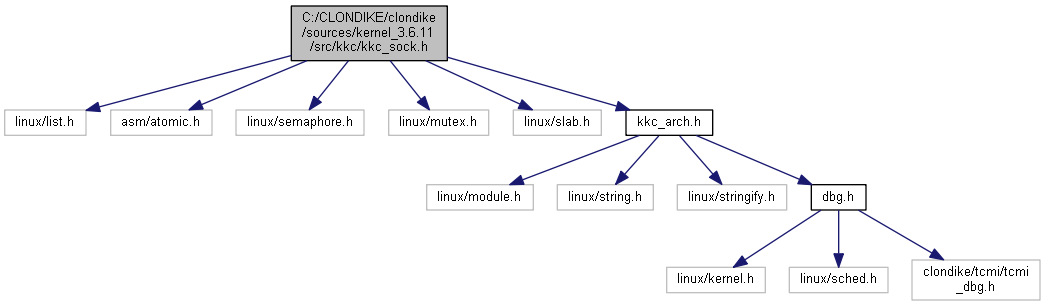 C:/CLONDIKE/clondike
/sources/kernel_3.6.11
/src/kkc/kkc_sock.h
linux/list.h
asm/atomic.h
linux/semaphore.h
linux/mutex.h
linux/slab.h
kkc_arch.h
linux/module.h
linux/string.h
linux/stringify.h
dbg.h
linux/kernel.h
linux/sched.h
clondike/tcmi/tcmi
_dbg.h